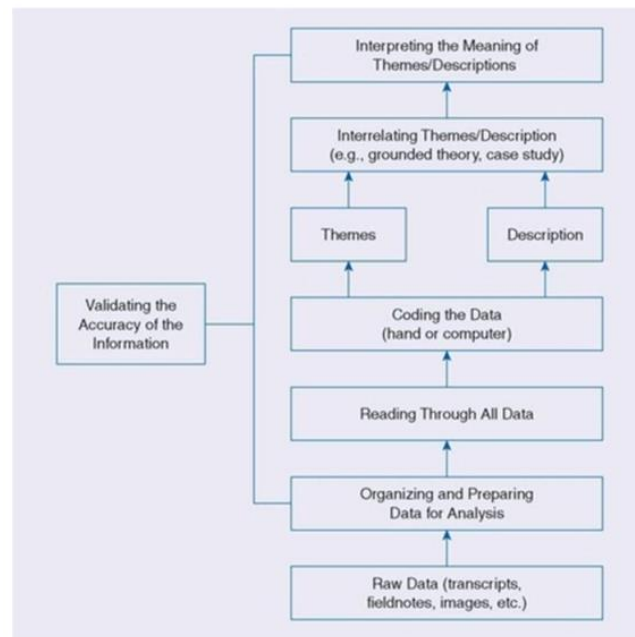 Interpreting the Meaning of
Themes/Descriptions
Interrelating Themes/Description
(e.g., grounded theory, case study)
Themes
Description
Validating the
Accuracy of the
Information
Coding the Data
(hand or computer)
Reading Through All Data
Organizing and Preparing
Data for Analysis
Raw Data (transcripts,
fieldnotes, images, etc.)